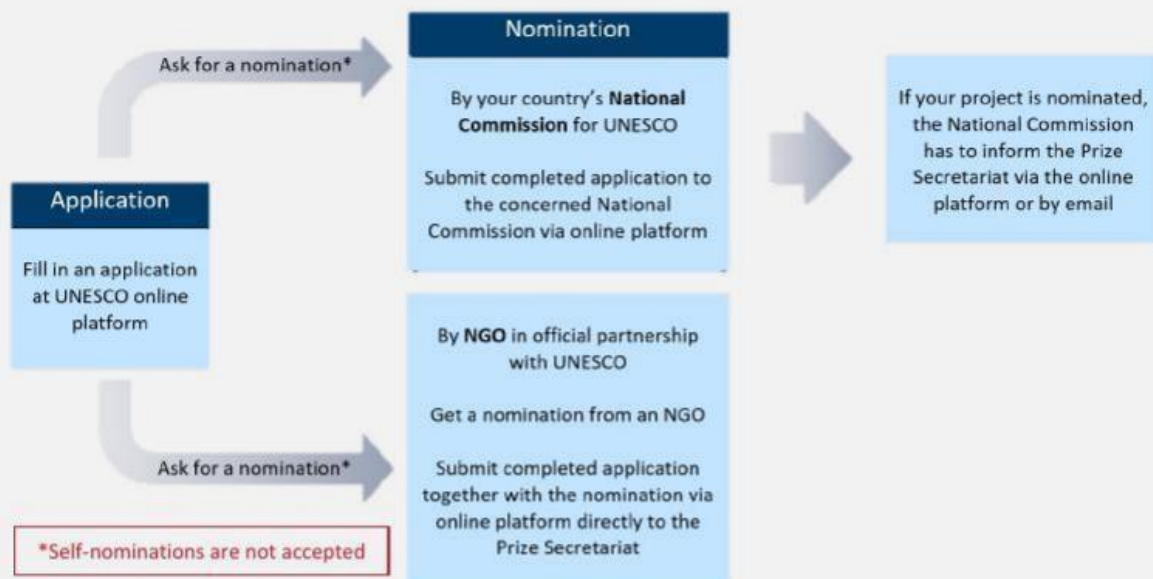 Application
Fill in an application
at UNESCO online
platform
Ask for a nomination*
Nomination
By your country's National
Commission for UNESCO
Submit completed application to
the concerned National
Commission via online platform
If your project is nominated,
the National Commission
has to inform the Prize
Secretariat via the online
platform or by email
Ask for a nomination*
By NGO in official partnership
with UNESCO
Get a nomination from an NGO
Submit completed application
together with the nomination via
online platform directly to the
Prize Secretariat
*Self-nominations are not accepted